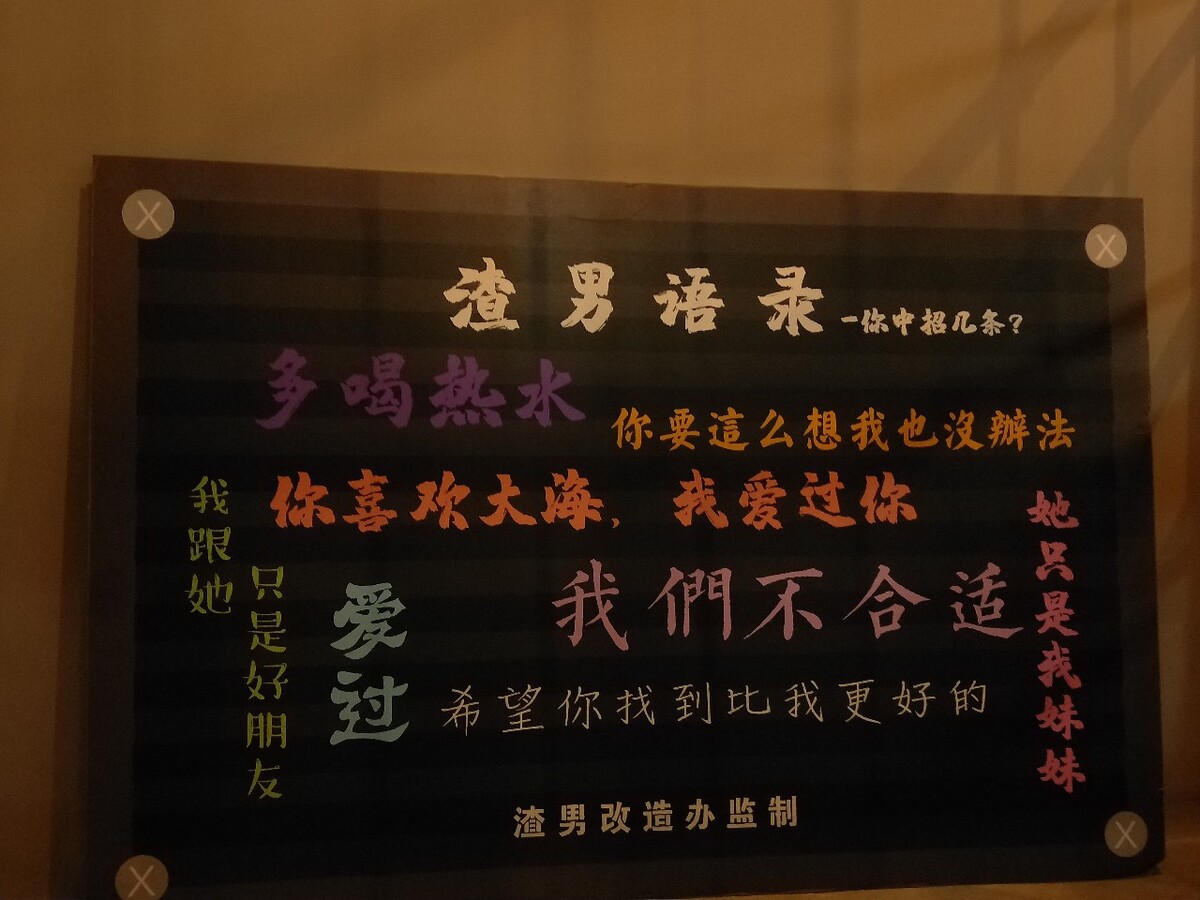 渣男语录-你中招几条?
多喝热水
你要這么想我也沒辦法
你喜欢大海,我爱过你
我跟她
只是好朋友
爱过
我們不合适
她只是我妹妹
希望你找到比我更好的
渣男改造办监制
X
X
X
X